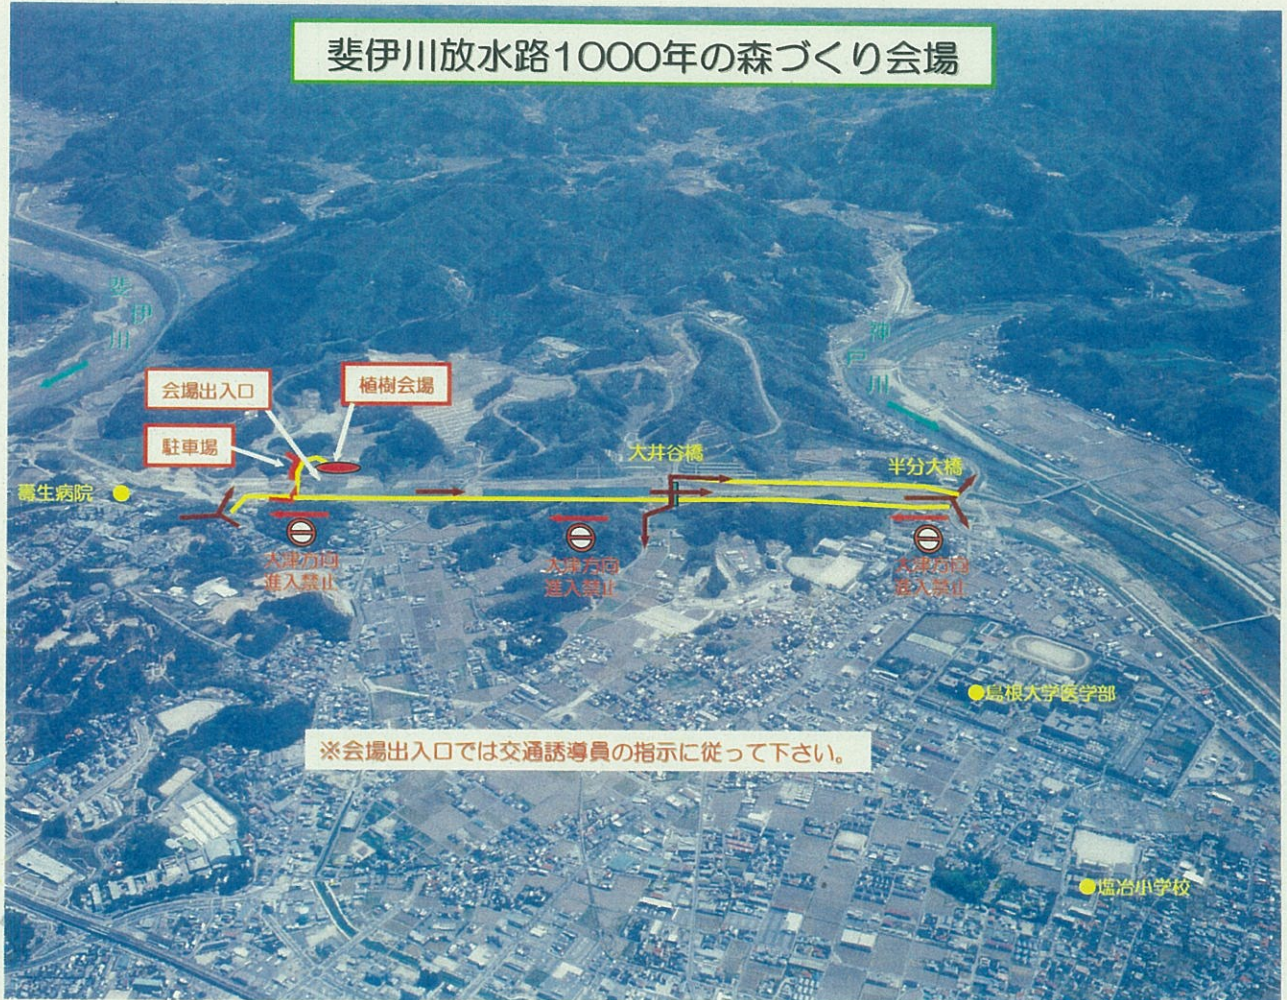 斐伊川放水路1000年の森づくり会場
斐伊川
神戸川
会場出入口
植樹会場
駐車場
大井谷橋
半分大橋
寿生病院
大津方向
進入禁止
大津方向
進入禁止
大津方向
進入禁止
島根大学医学部
※会場出入口では交通誘導員の指示に従って下さい。
塩冶小学校